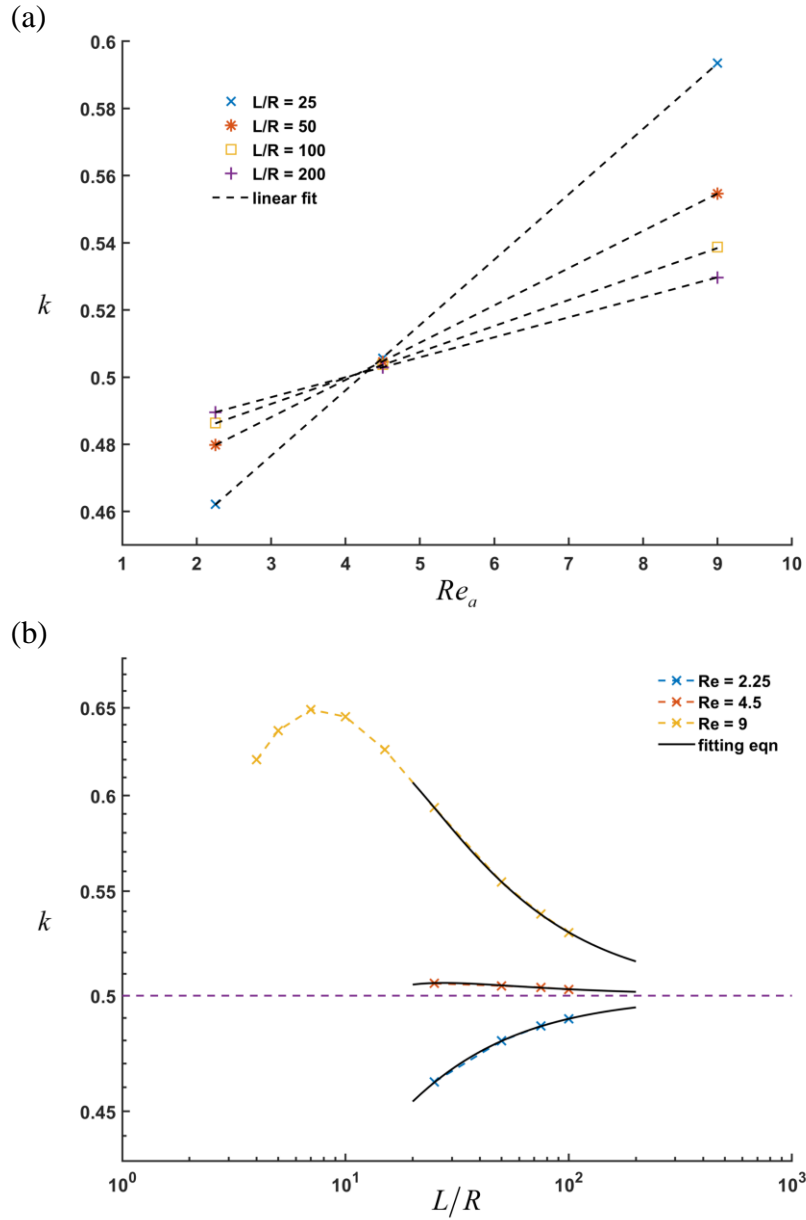 (a)
0.6
0.58
0.56
0.54
0.52
0.5
0.48
0.46
k
L/R = 25
L/R = 50
L/R = 100
L/R = 200
linear fit
1 2 3 4 5 6 7 8 9 10
Re_a
(b)
0.65
0.6
0.55
0.5
0.45
k
Re = 2.25
Re = 4.5
Re = 9
fitting eqn
10^0 10^1 10^2 10^3
L/R